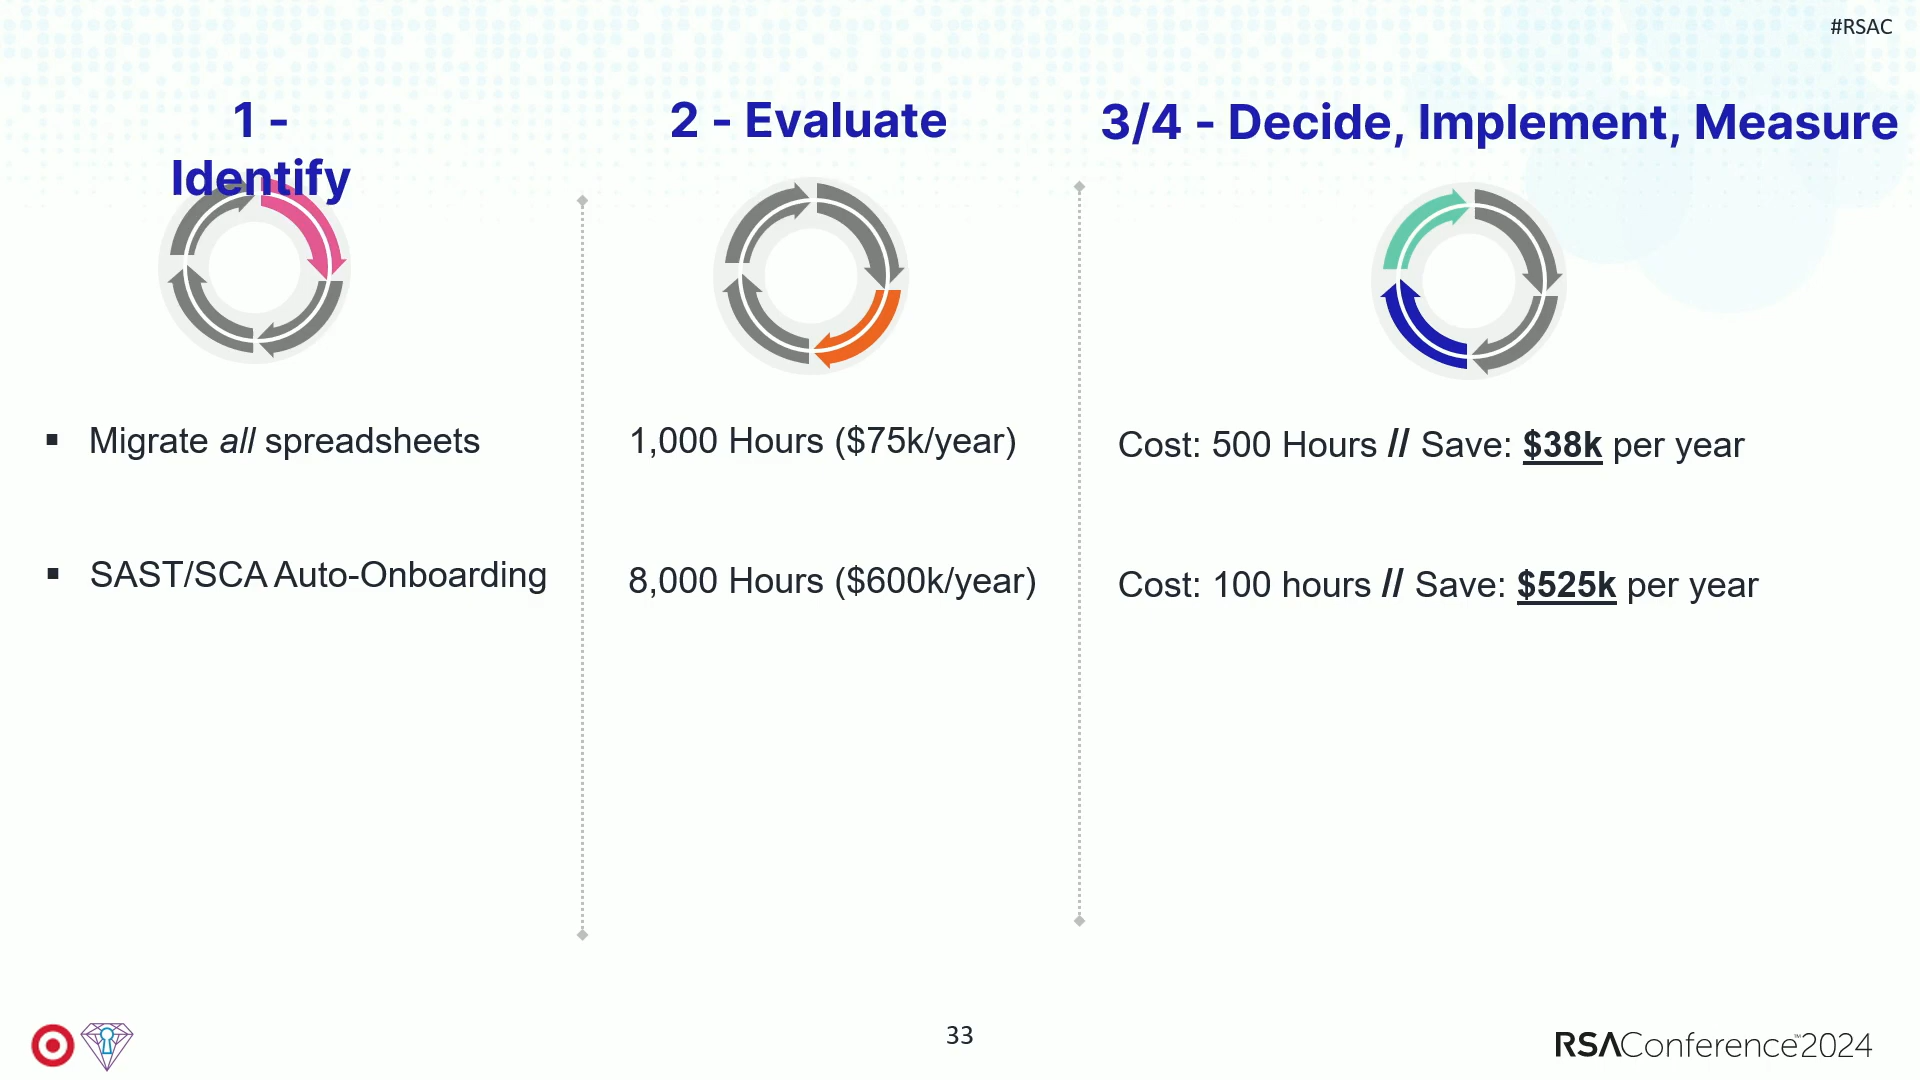 #RSAC
1 -
Identify
2 - Evaluate
3/4 - Decide, Implement, Measure
▪ Migrate all spreadsheets
1,000 Hours ($75k/year)
Cost: 500 Hours // Save: $38k per year
▪ SAST/SCA Auto-Onboarding
8,000 Hours ($600k/year)
Cost: 100 hours // Save: $525k per year
33
RSAConference™2024